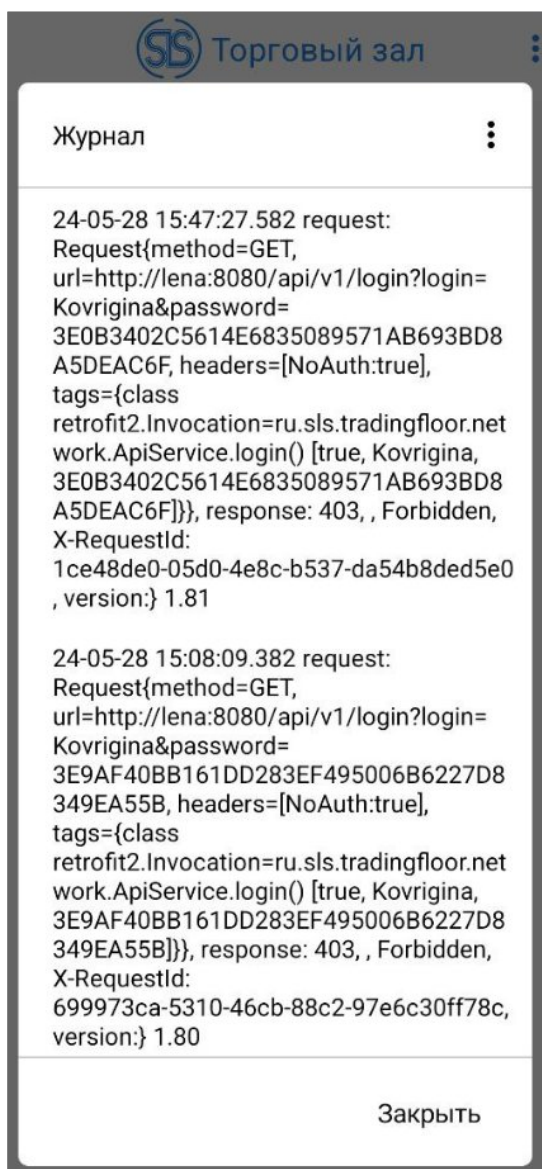 SLS Торговый зал
Журнал
24-05-28 15:47:27.582 request:
Request{method=GET,
url=http://lena:8080/api/v1/login?login=
Kovrigina&password=
3E0B3402C5614E6835089571AB693BD8
A5DEAC6F, headers=[NoAuth:true],
tags={class
retrofit2.Invocation=ru.sls.tradingfloor.net
work.ApiService.login() [true, Kovrigina,
3E0B3402C5614E6835089571AB693BD8
A5DEAC6F]}}, response: 403, , Forbidden,
X-RequestId:
1ce48de0-05d0-4e8c-b537-da54b8ded5e0
, version:} 1.81
24-05-28 15:08:09.382 request:
Request{method=GET,
url=http://lena:8080/api/v1/login?login=
Kovrigina&password=
3E9AF40BB161DD283EF495006B6227D8
349EA55B, headers=[NoAuth:true],
tags={class
retrofit2.Invocation=ru.sls.tradingfloor.net
work.ApiService.login() [true, Kovrigina,
3E9AF40BB161DD283EF495006B6227D8
349EA55B]}}, response: 403, , Forbidden,
X-RequestId:
699973ca-5310-46cb-88c2-97e6c30ff78c,
version:} 1.80
Закрыть